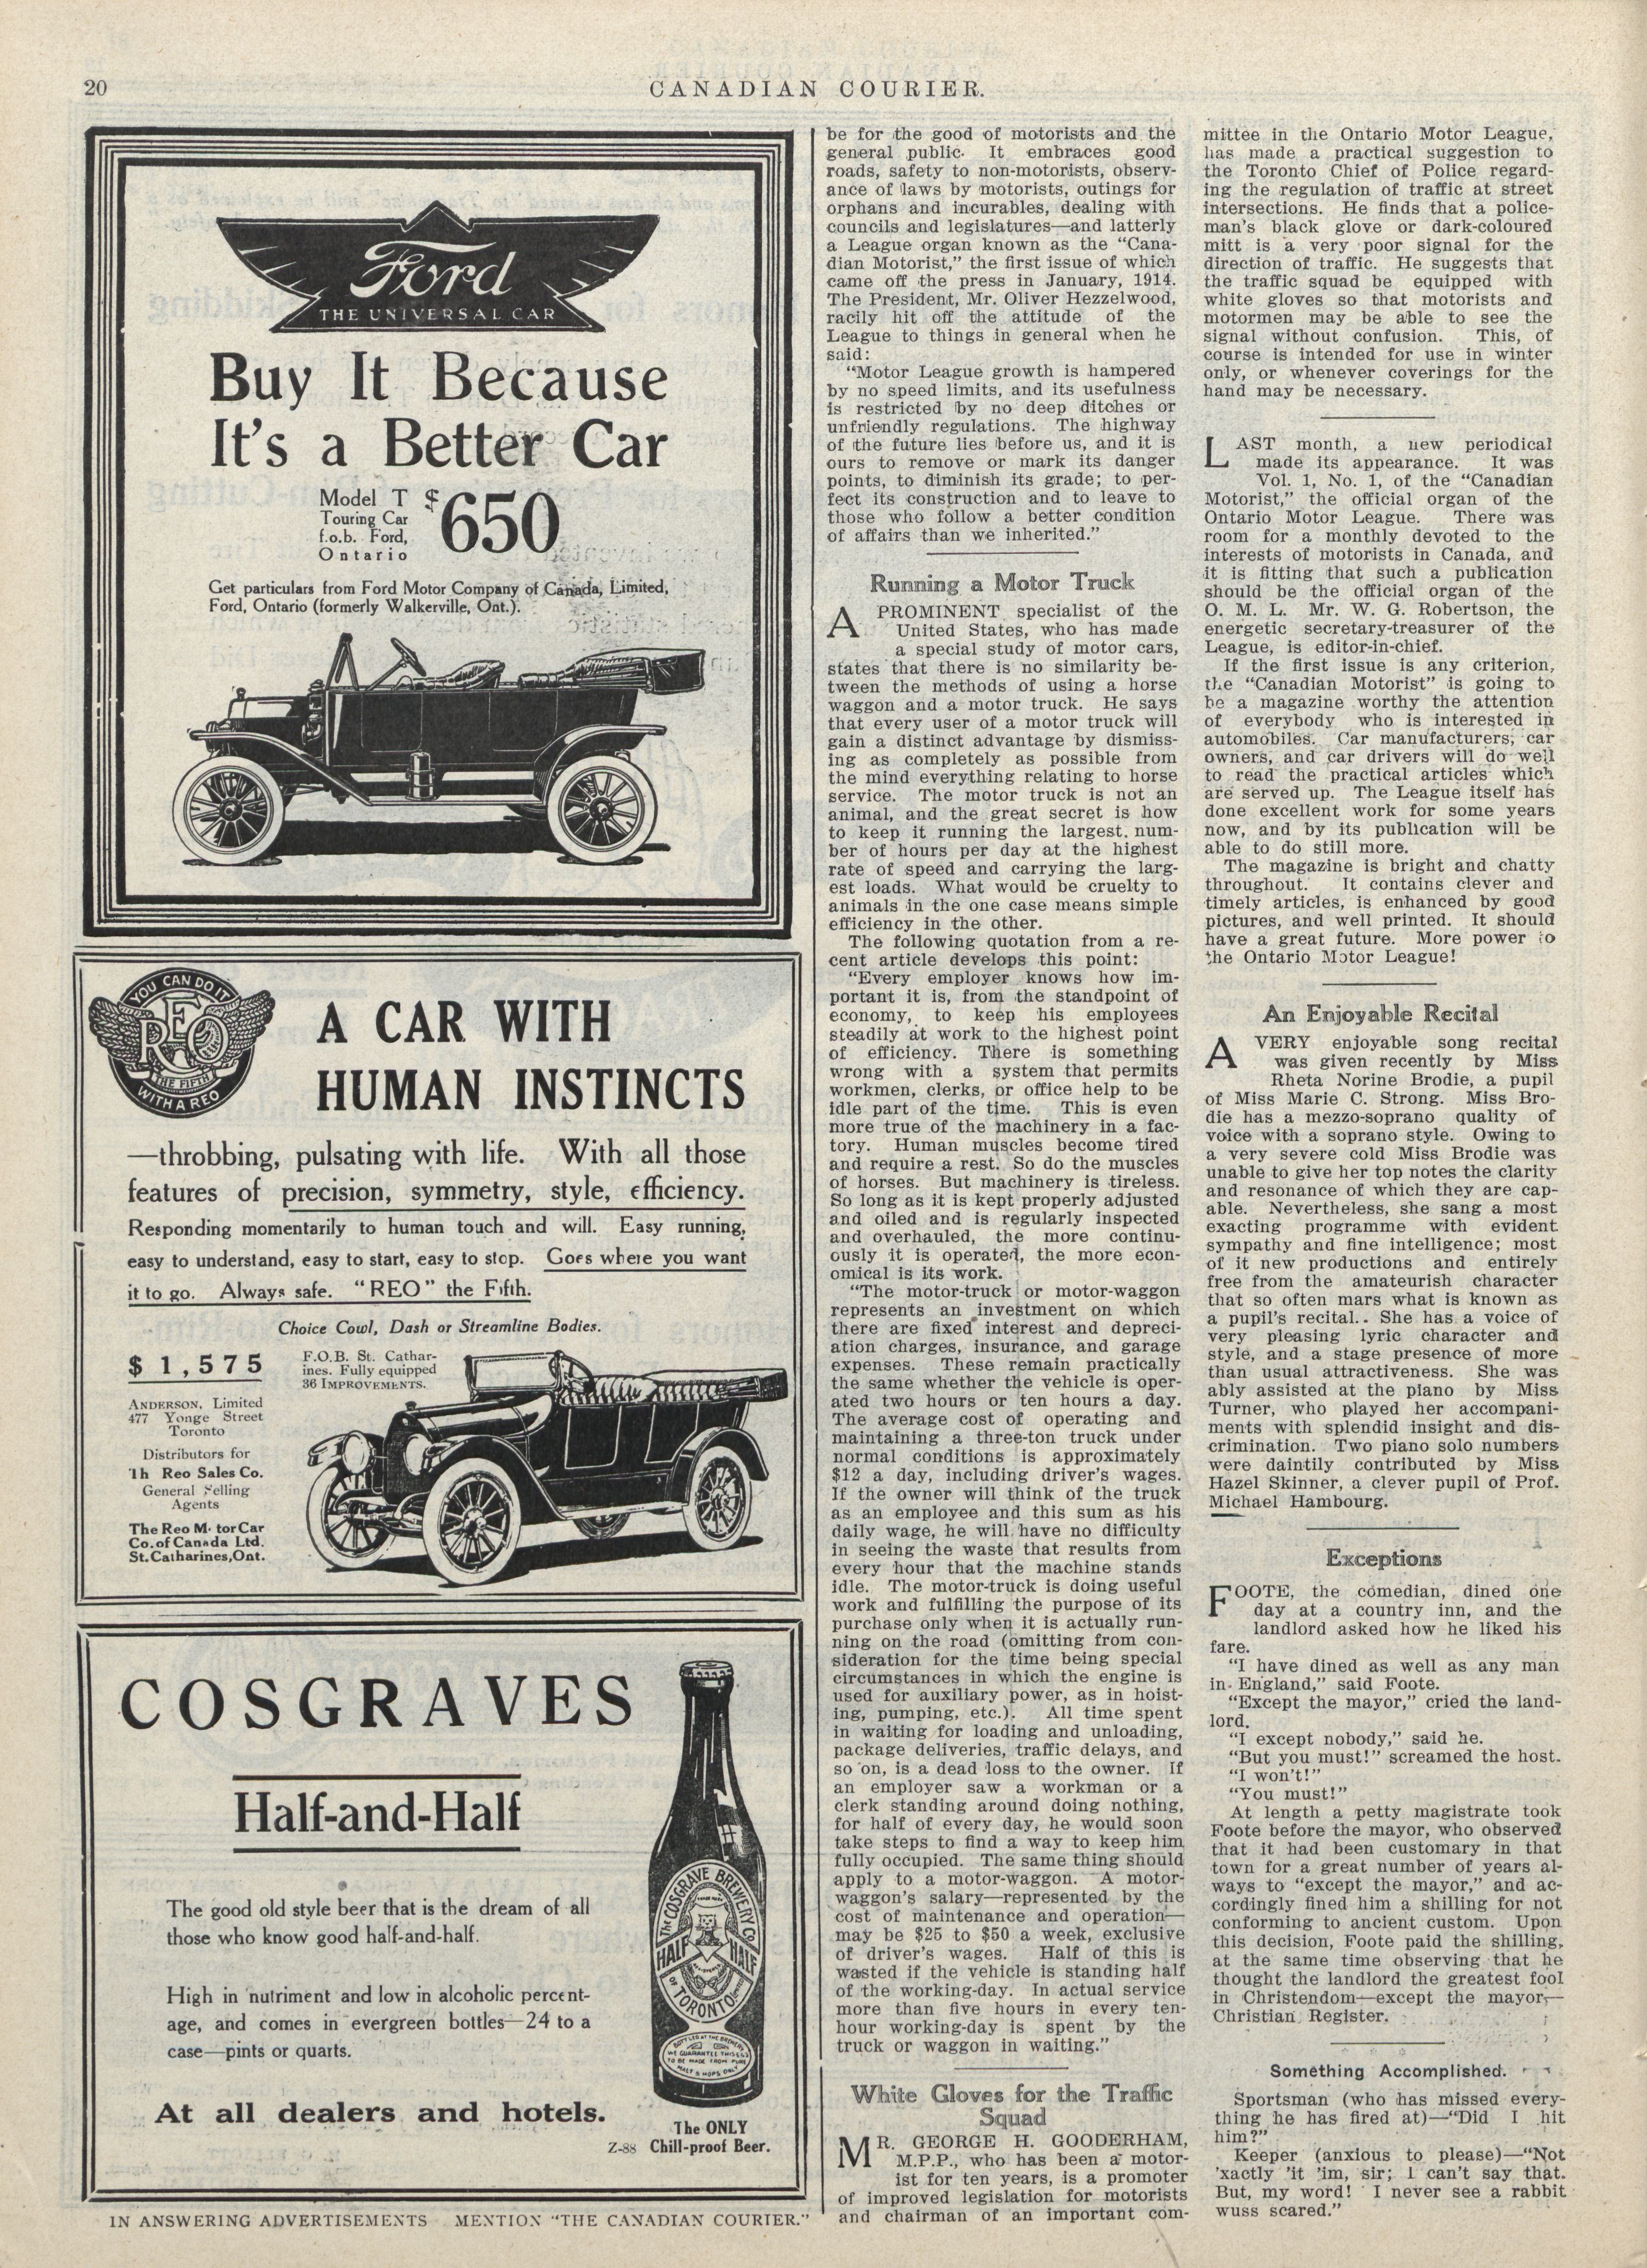 20
CANADIAN COURIER.
Ford
THE UNIVERSAL CAR
Buy It Because
It's a Better Car
Model T
Touring Car
f.o.b. Ford,
Ontario
$650
Get particulars from Ford Motor Company of Canada, Limited,
Ford, Ontario (formerly Walkerville, Ont.).
YOU CAN DO IT
REO
THE FIFTH
WITH A REO
A CAR WITH
HUMAN INSTINCTS
—throbbing, pulsating with life. With all those
features of precision, symmetry, style, efficiency.
Responding momentarily to human touch and will. Easy running,
easy to understand, easy to start, easy to stop. Goes where you want
it to go. Always safe. "REO" the Fifth.
Choice Cowl, Dash or Streamline Bodies.
$1,575
F.O.B. St. Cathar-
ines. Fully equipped
36 IMPROVEMENTS.
ANDERSON, Limited
477 Yonge Street
Toronto
Distributors for
Th Reo Sales Co.
General Selling
Agents
The Reo M tor Car
Co. of Canada Ltd.
St. Catharines, Ont.
COSGRAVES
Half-and-Half
The good old style beer that is the dream of all
those who know good half-and-half.
High in nutriment and low in alcoholic percent-
age, and comes in evergreen bottles—24 to a
case—pints or quarts.
At all dealers and hotels.
THE COSGRAVE BREWERY CO.
HALF HALF
OF TORONTO
BOTTLED AT THE BREWERY
WE GUARANTEE THIS
TO BE MADE FROM PURE
MALT & HOPS ONLY
The ONLY
Z-88 Chill-proof Beer.
IN ANSWERING ADVERTISEMENTS MENTION "THE CANADIAN COURIER."
be for the good of motorists and the
general public. It embraces good
roads, safety to non-motorists, observ-
ance of laws by motorists, outings for
orphans and incurables, dealing with
councils and legislatures—and latterly
a League organ known as the "Cana-
dian Motorist," the first issue of which
came off the press in January, 1914.
The President, Mr. Oliver Hezzelwood,
racily hit off the attitude of the
League to things in general when he
said:
"Motor League growth is hampered
by no speed limits, and its usefulness
is restricted by no deep ditches or
unfriendly regulations. The highway
of the future lies before us, and it is
ours to remove or mark its danger
points, to diminish its grade; to per-
fect its construction and to leave to
those who follow a better condition
of affairs than we inherited."
Running a Motor Truck
A PROMINENT specialist of the
United States, who has made
a special study of motor cars,
states that there is no similarity be-
tween the methods of using a horse
waggon and a motor truck. He says
that every user of a motor truck will
gain a distinct advantage by dismiss-
ing as completely as possible from
the mind everything relating to horse
service. The motor truck is not an
animal, and the great secret is how
to keep it running the largest num-
ber of hours per day at the highest
rate of speed and carrying the larg-
est loads. What would be cruelty to
animals in the one case means simple
efficiency in the other.
The following quotation from a re-
cent article develops this point:
"Every employer knows how im-
portant it is, from the standpoint of
economy, to keep his employees
steadily at work to the highest point
of efficiency. There is something
wrong with a system that permits
workmen, clerks, or office help to be
idle part of the time. This is even
more true of the machinery in a fac-
tory. Human muscles become tired
and require a rest. So do the muscles
of horses. But machinery is tireless.
So long as it is kept properly adjusted
and oiled and is regularly inspected
and overhauled, the more continu-
ously it is operated, the more econ-
omical is its work.
"The motor-truck or motor-waggon
represents an investment on which
there are fixed interest and depreci-
ation charges, insurance, and garage
expenses. These remain practically
the same whether the vehicle is oper-
ated two hours or ten hours a day.
The average cost of operating and
maintaining a three-ton truck under
normal conditions is approximately
$12 a day, including driver's wages.
If the owner will think of the truck
as an employee and this sum as his
daily wage, he will have no difficulty
in seeing the waste that results from
every hour that the machine stands
idle. The motor-truck is doing useful
work and fulfilling the purpose of its
purchase only when it is actually run-
ning on the road (omitting from con-
sideration for the time being special
circumstances in which the engine is
used for auxiliary power, as in hoist-
ing, pumping, etc.). All time spent
in waiting for loading and unloading,
package deliveries, traffic delays, and
so on, is a dead loss to the owner. If
an employer saw a workman or a
clerk standing around doing nothing,
for half of every day, he would soon
take steps to find a way to keep him
fully occupied. The same thing should
apply to a motor-waggon. A motor-
waggon's salary—represented by the
cost of maintenance and operation—
may be $25 to $50 a week, exclusive
of driver's wages. Half of this is
wasted if the vehicle is standing half
of the working-day. In actual service
more than five hours in every ten-
hour working-day is spent by the
truck or waggon in waiting."
White Gloves for the Traffic
Squad
MR. GEORGE H. GOODERHAM,
M.P.P., who has been a motor-
ist for ten years, is a promoter
of improved legislation for motorists
and chairman of an important com-
mittee in the Ontario Motor League,
has made a practical suggestion to
the Toronto Chief of Police regard-
ing the regulation of traffic at street
intersections. He finds that a police-
man's black glove or dark-coloured
mitt is a very poor signal for the
direction of traffic. He suggests that
the traffic squad be equipped with
white gloves so that motorists and
motormen may be able to see the
signal without confusion. This, of
course is intended for use in winter
only, or whenever coverings for the
hand may be necessary.
LAST month, a new periodical
made its appearance. It was
Vol. 1, No. 1, of the "Canadian
Motorist," the official organ of the
Ontario Motor League. There was
room for a monthly devoted to the
interests of motorists in Canada, and
it is fitting that such a publication
should be the official organ of the
O. M. L. Mr. W. G. Robertson, the
energetic secretary-treasurer of the
League, is editor-in-chief.
If the first issue is any criterion,
the "Canadian Motorist" is going to
be a magazine worthy the attention
of everybody who is interested in
automobiles. Car manufacturers, car
owners, and car drivers will do well
to read the practical articles which
are served up. The League itself has
done excellent work for some years
now, and by its publication will be
able to do still more.
The magazine is bright and chatty
throughout. It contains clever and
timely articles, is enhanced by good
pictures, and well printed. It should
have a great future. More power to
the Ontario Motor League!
An Enjoyable Recital
A VERY enjoyable song recital
was given recently by Miss
Rheta Norine Brodie, a pupil
of Miss Marie C. Strong. Miss Bro-
die has a mezzo-soprano quality of
voice with a soprano style. Owing to
a very severe cold Miss Brodie was
unable to give her top notes the clarity
and resonance of which they are cap-
able. Nevertheless, she sang a most
exacting programme with evident
sympathy and fine intelligence; most
of it new productions and entirely
free from the amateurish character
that so often mars what is known as
a pupil's recital. She has a voice of
very pleasing lyric character and
style, and a stage presence of more
than usual attractiveness. She was
ably assisted at the piano by Miss
Turner, who played her accompani-
ments with splendid insight and dis-
crimination. Two piano solo numbers
were daintily contributed by Miss
Hazel Skinner, a clever pupil of Prof.
Michael Hambourg.
Exceptions
FOOTE, the comedian, dined one
day at a country inn, and the
landlord asked how he liked his
fare.
"I have dined as well as any man
in England," said Foote.
"Except the mayor," cried the land-
lord.
"I except nobody," said he.
"But you must!" screamed the host.
"I won't!"
"You must!"
At length a petty magistrate took
Foote before the mayor, who observed
that it had been customary in that
town for a great number of years al-
ways to "except the mayor," and ac-
cordingly fined him a shilling for not
conforming to ancient custom. Upon
this decision, Foote paid the shilling,
at the same time observing that he
thought the landlord the greatest fool
in Christendom—except the mayor.—
Christian Register.
Something Accomplished.
Sportsman (who has missed every-
thing he has fired at)—"Did I hit
him?"
Keeper (anxious to please)—"Not
'xactly 'it 'im, sir; I can't say that.
But, my word! I never see a rabbit
wuss scared."